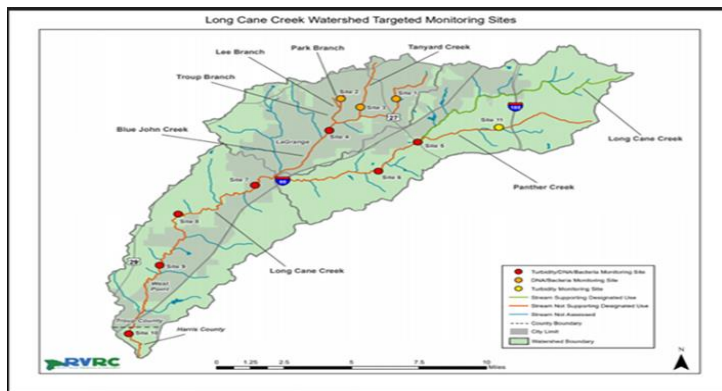 Long Cane Creek Watershed Targeted Monitoring Sites
Tanyard Creek
Park Branch
Lee Branch
Troup Branch
Site 2
Site 1
Site 3
27
Site 11
Site 4
Blue John Creek
LaGrange
Site 5
Long Cane Creek
Panther Creek
Site 7
Site 6
Site 8
Long Cane Creek
29
Site 9
West
Point
Troup County
Harris County
Site 10
Turbidity/DNA/Bacteria Monitoring Site
DNA/Bacteria Monitoring Site
Turbidity Monitoring Site
Stream Supporting Designated Use
Stream Not Supporting Designated Use
Stream Not Assessed
County Boundary
City Limit
Watershed Boundary
RVRC
0 1.25 2.5 5 7.5 10
Miles
N